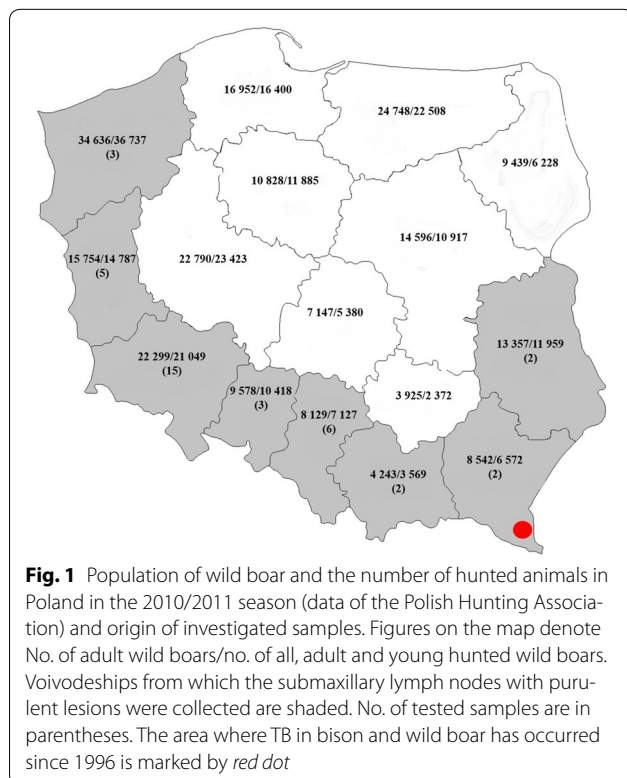 16 952/16 400
24 748/22 508
34 636/36 737
(3)
9 439/6 228
10 828/11 885
14 596/10 917
15 754/14 787
(5)
22 790/23 423
7 147/5 380
13 357/11 959
(2)
22 299/21 049
(15)
9 578/10 418
(3)
3 925/2 372
8 129/7 127
(6)
8 542/6 572
(2)
4 243/3 569
(2)
Fig. 1 Population of wild boar and the number of hunted animals in
Poland in the 2010/2011 season (data of the Polish Hunting Associa-
tion) and origin of investigated samples. Figures on the map denote
No. of adult wild boars/no. of all, adult and young hunted wild boars.
Voivodeships from which the submaxillary lymph nodes with puru-
lent lesions were collected are shaded. No. of tested samples are in
parentheses. The area where TB in bison and wild boar has occurred
since 1996 is marked by red dot